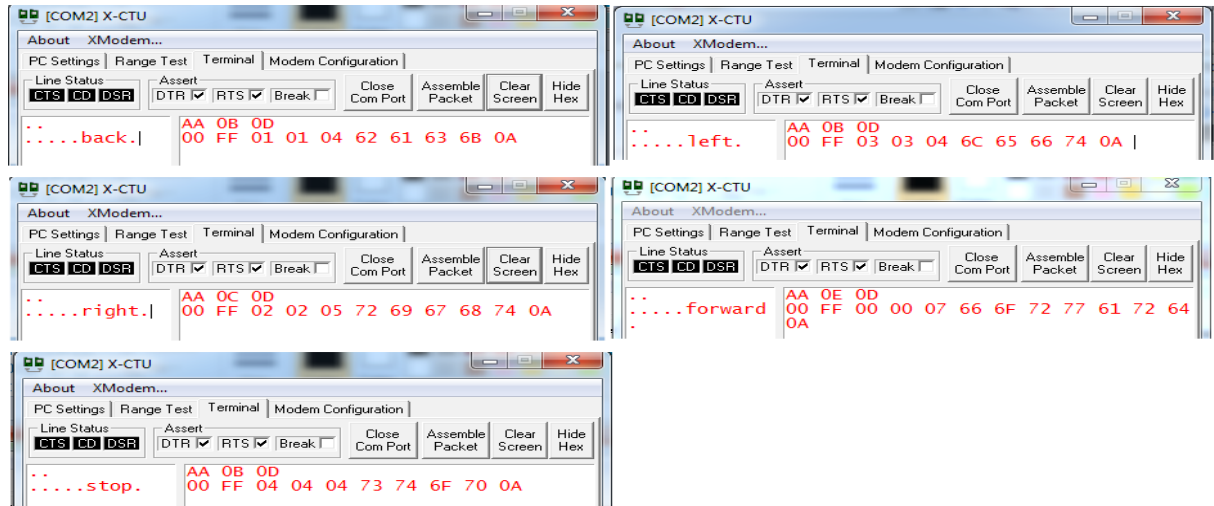 [COM2] X-CTU
About XModem...
PC Settings Range Test Terminal Modem Configuration
Line Status Assert
CTS CD DSR DTR RTS Break Close Com Port Assemble Packet Clear Screen Hide Hex
.. AA 0B 0D
.....back. 00 FF 01 01 04 62 61 63 6B 0A
[COM2] X-CTU
About XModem...
PC Settings Range Test Terminal Modem Configuration
Line Status Assert
CTS CD DSR DTR RTS Break Close Com Port Assemble Packet Clear Screen Hide Hex
.. AA 0B 0D
.....left. 00 FF 03 03 04 6C 65 66 74 0A
[COM2] X-CTU
About XModem...
PC Settings Range Test Terminal Modem Configuration
Line Status Assert
CTS CD DSR DTR RTS Break Close Com Port Assemble Packet Clear Screen Hide Hex
.. AA 0C 0D
.....right. 00 FF 02 02 05 72 69 67 68 74 0A
[COM2] X-CTU
About XModem...
PC Settings Range Test Terminal Modem Configuration
Line Status Assert
CTS CD DSR DTR RTS Break Close Com Port Assemble Packet Clear Screen Hide Hex
.. AA 0E 0D
.....forward 00 FF 00 00 07 66 6F 72 77 61 72 64
. 0A
[COM2] X-CTU
About XModem...
PC Settings Range Test Terminal Modem Configuration
Line Status Assert
CTS CD DSR DTR RTS Break Close Com Port Assemble Packet Clear Screen Hide Hex
.. AA 0B 0D
.....stop. 00 FF 04 04 04 73 74 6F 70 0A